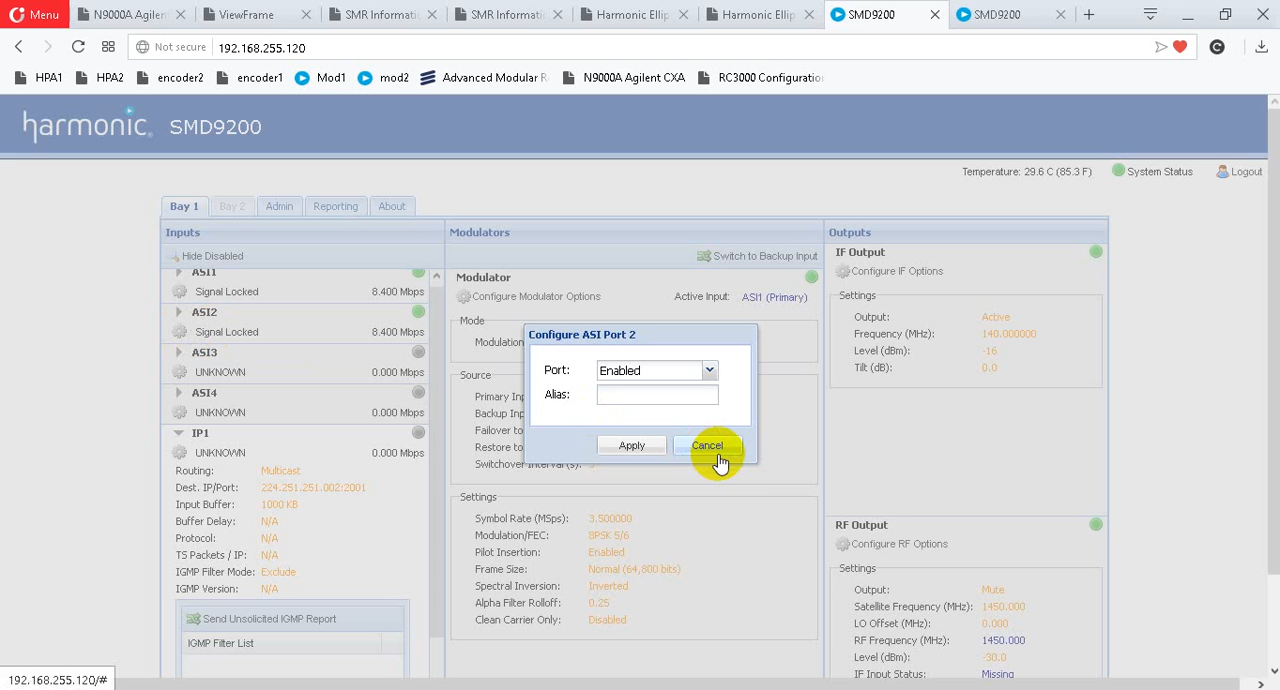 Menu
N9000A Agilen
ViewFrame
SMR Informati
SMR Informati
Harmonic Ellip
Harmonic Ellip
SMD9200
SMD9200
Not secure
192.168.255.120
HPA1
HPA2
encoder2
encoder1
Mod1
mod2
Advanced Modular R
N9000A Agilent CXA
RC3000 Configuratio
harmonic SMD9200
Temperature: 29.6 C (85.3 F)
System Status
Logout
Bay 1
Bay 2
Admin
Reporting
About
Inputs
Hide Disabled
ASI1
Signal Locked 8.400 Mbps
ASI2
Signal Locked 8.400 Mbps
ASI3
UNKNOWN 0.000 Mbps
ASI4
UNKNOWN 0.000 Mbps
IP1
UNKNOWN 0.000 Mbps
Routing: Multicast
Dest. IP/Port: 224.251.251.002:2001
Input Buffer: 1000 KB
Buffer Delay: N/A
Protocol: N/A
TS Packets / IP: N/A
IGMP Filter Mode: Exclude
IGMP Version: N/A
Send Unsolicited IGMP Report
IGMP Filter List
Modulators
Switch to Backup Input
Modulator
Configure Modulator Options
Active Input: ASI1 (Primary)
Mode
Modulation
Source
Primary Inp
Backup Inp
Failover to
Restore to
Switchover Interval (s):
Configure ASI Port 2
Port: Enabled
Alias:
Apply
Cancel
Settings
Symbol Rate (MSps): 3.500000
Modulation/FEC: 8PSK 5/6
Pilot Insertion: Enabled
Frame Size: Normal (64,800 bits)
Spectral Inversion: Inverted
Alpha Filter Rolloff: 0.25
Clean Carrier Only: Disabled
Outputs
IF Output
Configure IF Options
Settings
Output: Active
Frequency (MHz): 140.000000
Level (dBm): -16
Tilt (dB): 0.0
RF Output
Configure RF Options
Settings
Output: Mute
Satellite Frequency (MHz): 1450.000
LO Offset (MHz): 0.000
RF Frequency (MHz): 1450.000
Level (dBm): -30.0
IF Input Status: Missing
192.168.255.120/#